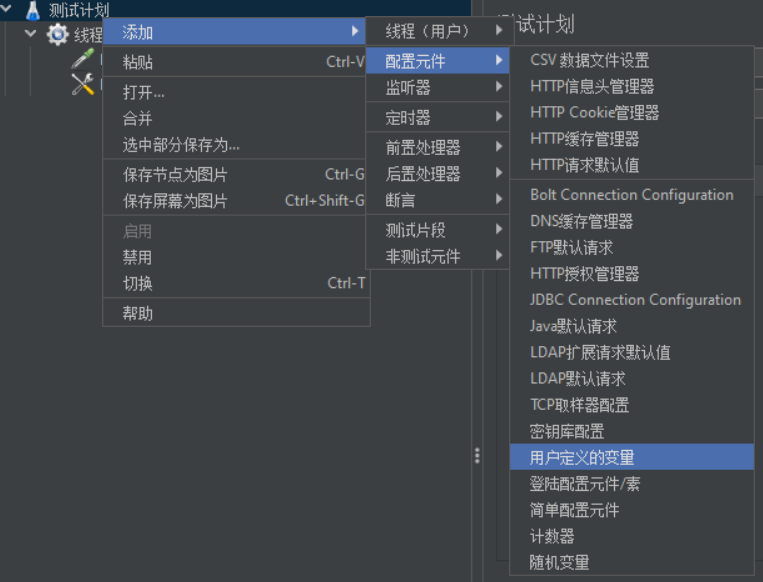 测试计划
线程
添加
粘贴 Ctrl-V
打开...
合并
选中部分保存为...
保存节点为图片 Ctrl-G
保存屏幕为图片 Ctrl+Shift-G
启用
禁用
切换 Ctrl-T
帮助
线程（用户）
配置元件
监听器
定时器
前置处理器
后置处理器
断言
测试片段
非测试元件
测试计划
CSV 数据文件设置
HTTP信息头管理器
HTTP Cookie管理器
HTTP缓存管理器
HTTP请求默认值
Bolt Connection Configuration
DNS缓存管理器
FTP默认请求
HTTP授权管理器
JDBC Connection Configuration
Java默认请求
LDAP扩展请求默认值
LDAP默认请求
TCP取样器配置
密钥库配置
用户定义的变量
登陆配置元件/素
简单配置元件
计数器
随机变量